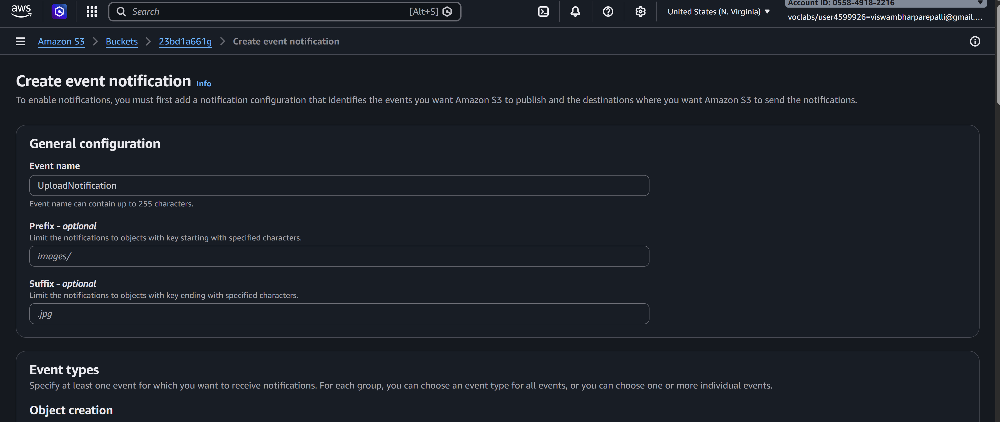 aws
Search [Alt+S]
United States (N. Virginia)
Account ID: 0558-4918-2216
voclabs/user4599926=viswambharparepalli@gmail....
Amazon S3 > Buckets > 23bd1a661g > Create event notification
Create event notification Info
To enable notifications, you must first add a notification configuration that identifies the events you want Amazon S3 to publish and the destinations where you want Amazon S3 to send the notifications.
General configuration
Event name
UploadNotification
Event name can contain up to 255 characters.
Prefix - optional
Limit the notifications to objects with key starting with specified characters.
images/
Suffix - optional
Limit the notifications to objects with key ending with specified characters.
.jpg
Event types
Specify at least one event for which you want to receive notifications. For each group, you can choose an event type for all events, or you can choose one or more individual events.
Object creation